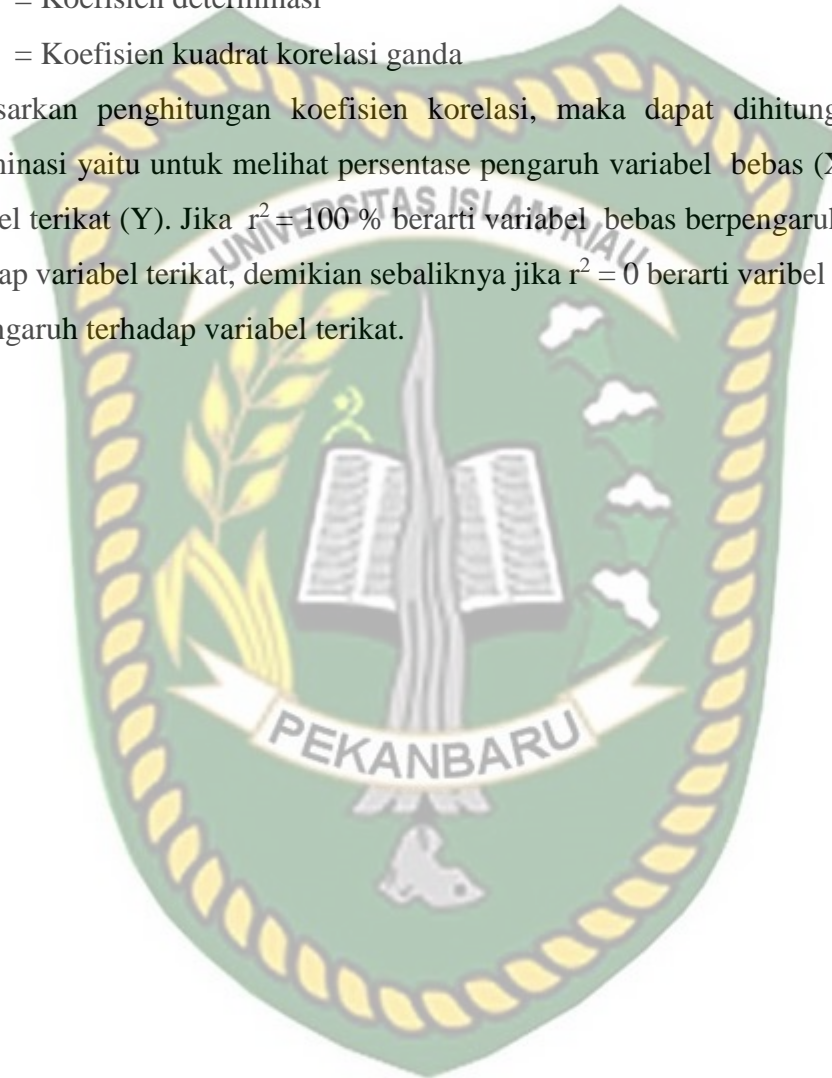 = Koefisien determinasi
= Koefisien kuadrat korelasi ganda
sarkan penghitungan koefisien korelasi, maka dapat dihitung
minasi yaitu untuk melihat persentase pengaruh variabel bebas (X
el terikat (Y). Jika r² = 100 % berarti variabel bebas berpengaruh
ap variabel terikat, demikian sebaliknya jika r² = 0 berarti varibel
ngaruh terhadap variabel terikat.
UNIVERSITAS ISLAM RIAU
PEKANBARU